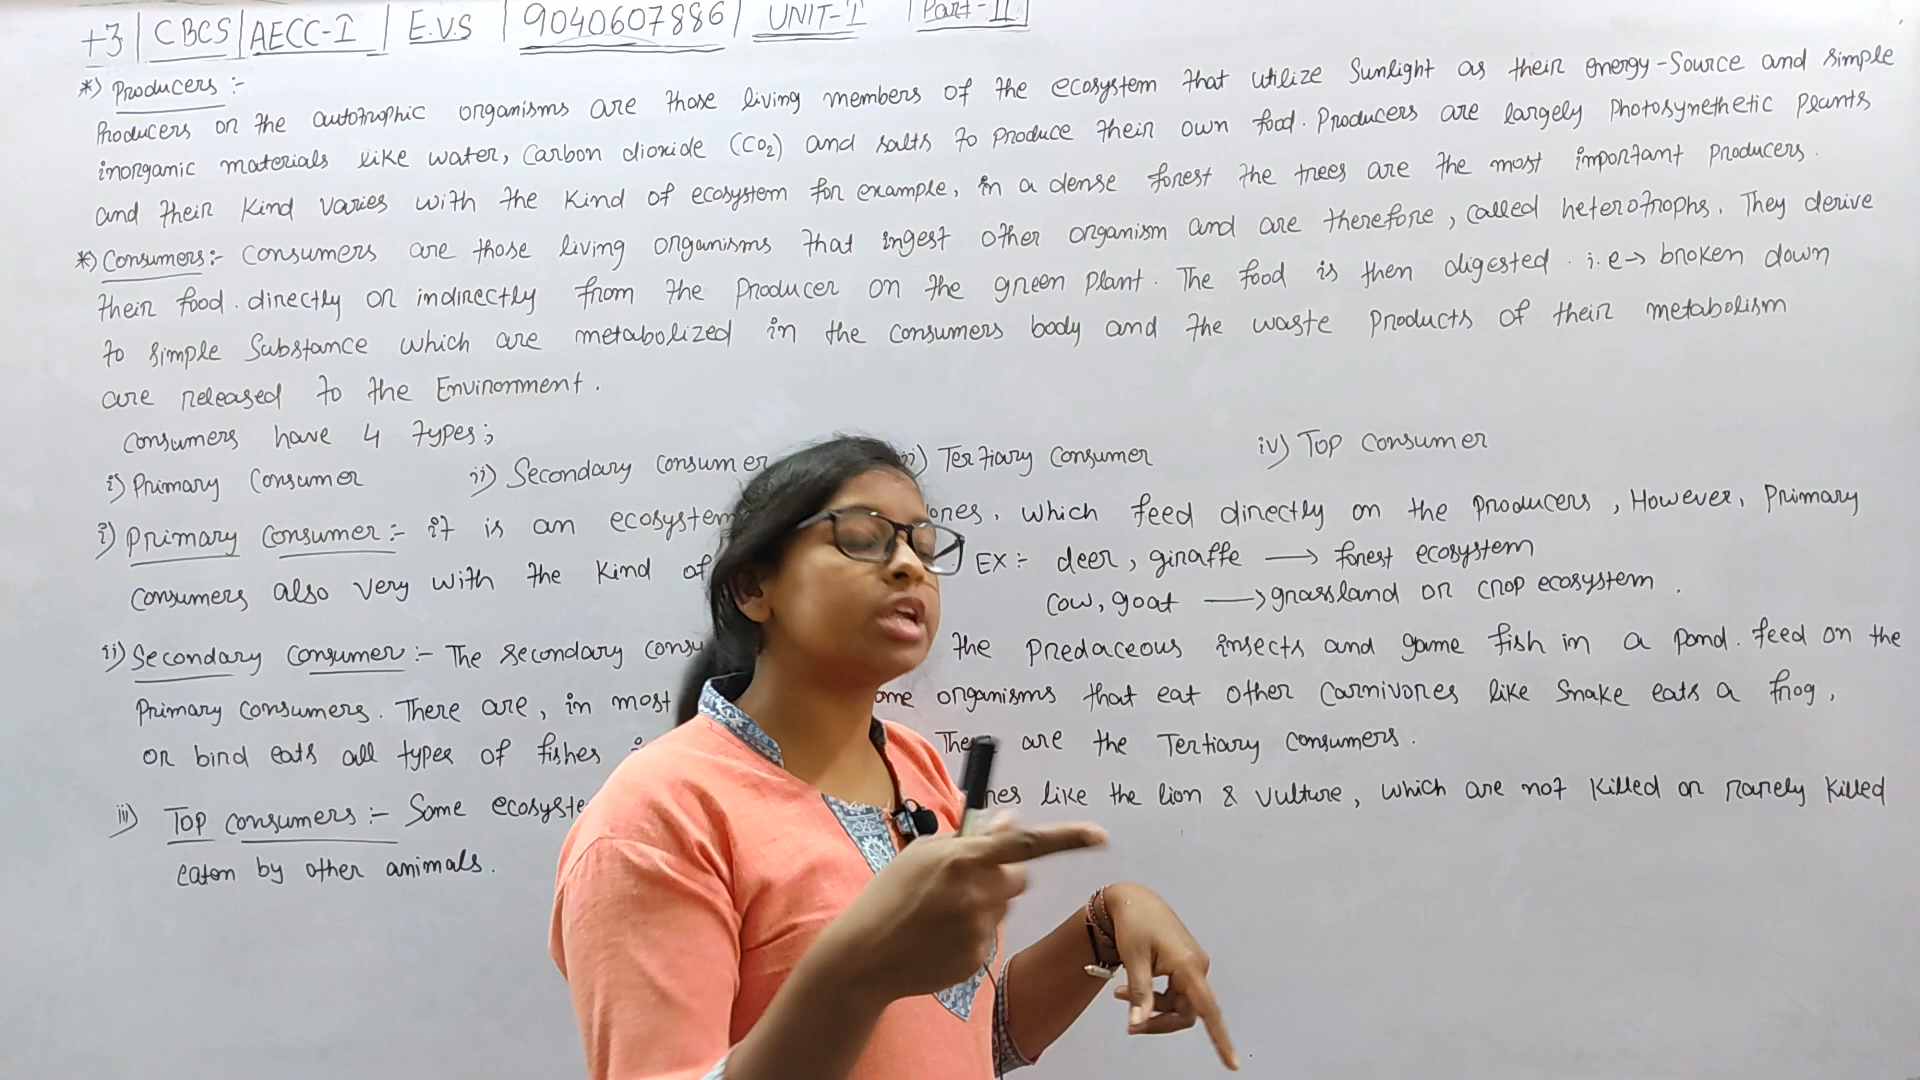 +3 | CBCS | AECC-I | E.V.S | 9040607886 | UNIT-I | Part-II
*) Producers :-
Producers or the autotrophic organisms are those living members of the ecosystem that utilize Sunlight as their energy-Source and simple
inorganic materials like water, Carbon dioxide (CO2) and salts to produce their own food. Producers are largely Photosynethetic Plants
and their kind varies with the kind of ecosystem for example, in a dense forest the trees are the most important Producers.
*) Consumers :- Consumers are those living organisms that ingest other organism and are therefore, called heterotrophs. They derive
their food. directly or indirectly from the Producer or the green plant. The food is then digested. i.e → broken down
to simple Substance which are metabolized in the consumers body and the waste Products of their metabolism
are released to the Environment.
Consumers have 4 types;
i) Primary Consumer ii) Secondary Consumer iii) Tertiary Consumer iv) Top Consumer
i) Primary Consumer :- it is an ecosystem which feed directly on the Producers, However, Primary
Consumers also very with the kind of EX :- deer, giraffe → forest ecosystem
Cow, goat → grassland or crop ecosystem.
ii) Secondary Consumer :- The Secondary the predaceous insects and game fish in a pond. feed on the
Primary Consumers. There are, in most organisms that eat other Carnivores like Snake eats a frog,
or bird eats all types of fishes are the Tertiary Consumers.
iii) Top Consumers :- Some like the lion & vulture, which are not killed or rarely killed
eaten by other animals.